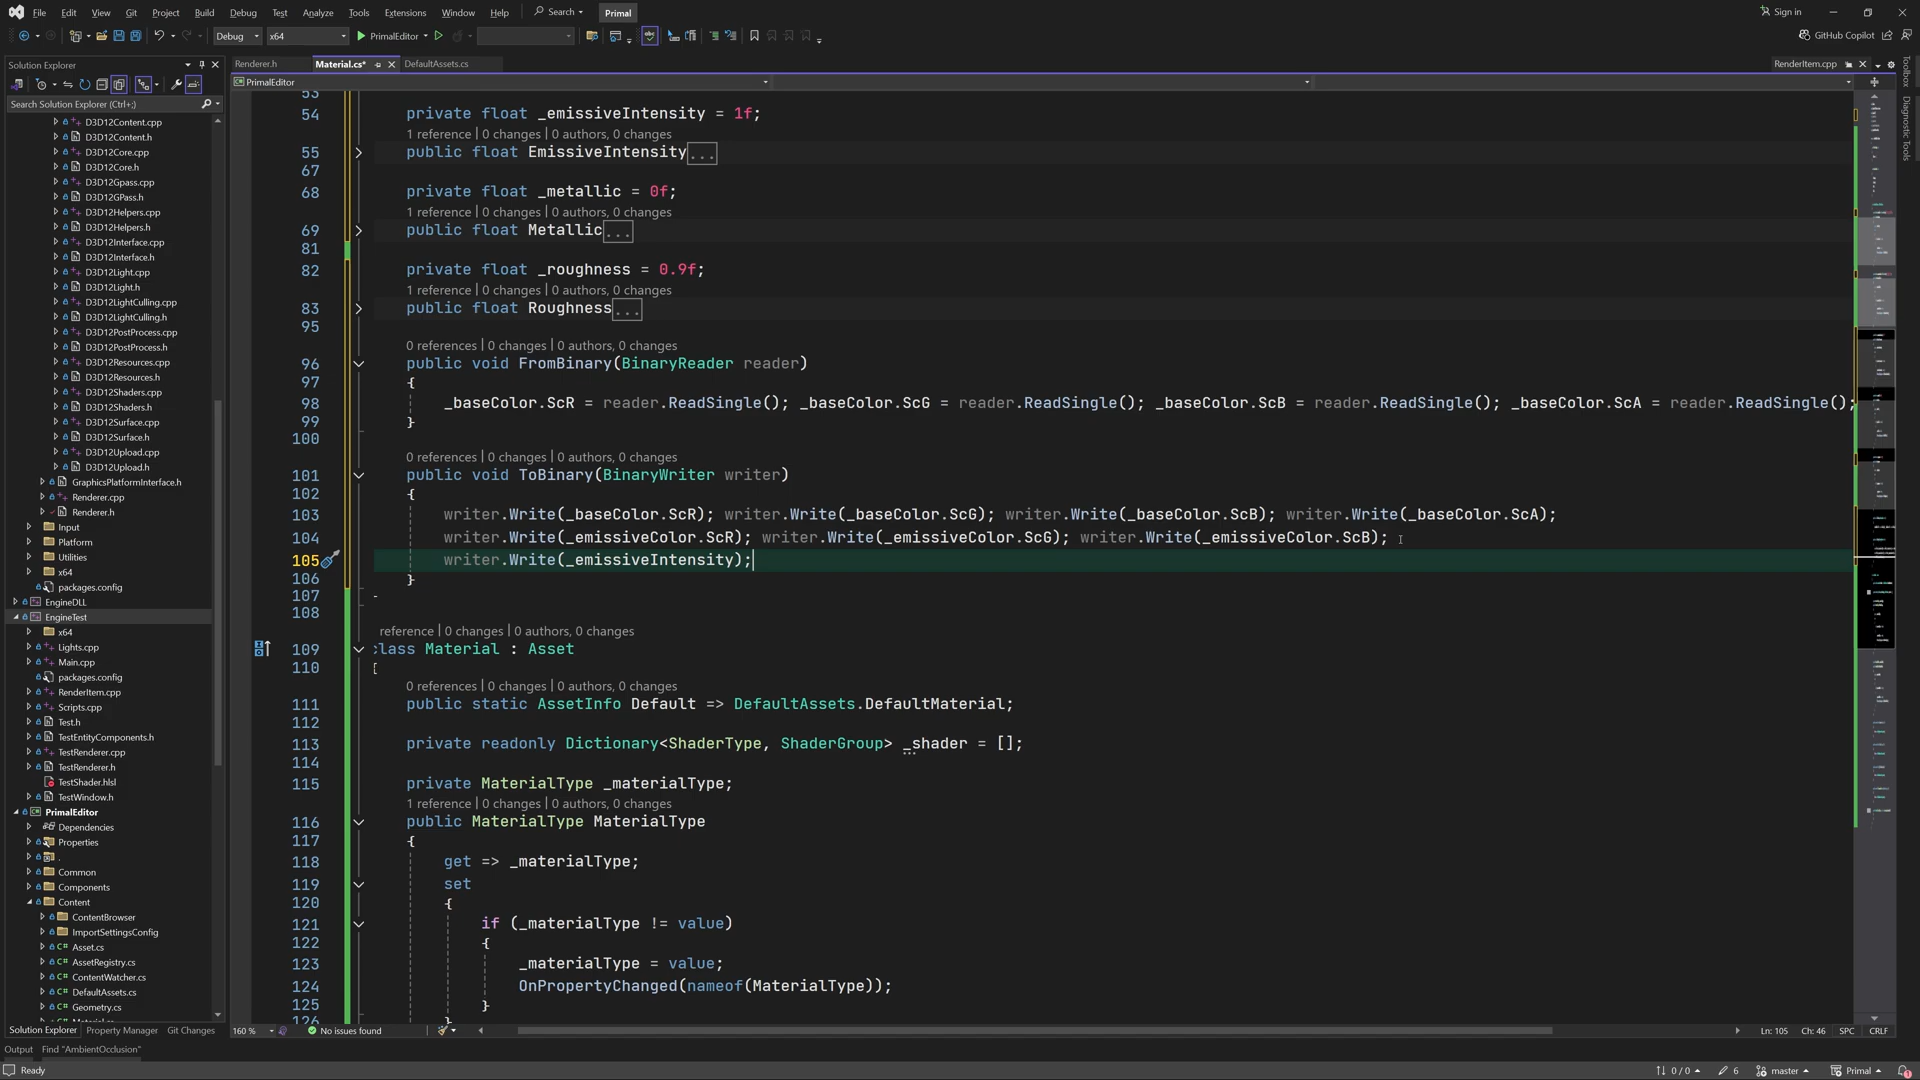 File Edit View Git Project Build Debug Test Analyze Tools Extensions Window Help Search Primal Sign in
Debug x64 PrimalEditor GitHub Copilot
Solution Explorer
Renderer.h Material.cs* DefaultAssets.cs RenderItem.cpp
PrimalEditor
Search Solution Explorer (Ctrl+;)
D3D12Content.cpp
D3D12Content.h
D3D12Core.cpp
D3D12Core.h
D3D12Gpass.cpp
D3D12GPass.h
D3D12Helpers.cpp
D3D12Helpers.h
D3D12Interface.cpp
D3D12Interface.h
D3D12Light.cpp
D3D12Light.h
D3D12LightCulling.cpp
D3D12LightCulling.h
D3D12PostProcess.cpp
D3D12PostProcess.h
D3D12Resources.cpp
D3D12Resources.h
D3D12Shaders.cpp
D3D12Shaders.h
D3D12Surface.cpp
D3D12Surface.h
D3D12Upload.cpp
D3D12Upload.h
GraphicsPlatformInterface.h
Renderer.cpp
Renderer.h
Input
Platform
Utilities
x64
packages.config
EngineDLL
EngineTest
x64
Lights.cpp
Main.cpp
packages.config
RenderItem.cpp
Scripts.cpp
Test.h
TestEntityComponents.h
TestRenderer.cpp
TestRenderer.h
TestShader.hlsl
TestWindow.h
PrimalEditor
Dependencies
Properties
.
Common
Components
Content
ContentBrowser
ImportSettingsConfig
Asset.cs
AssetRegistry.cs
ContentWatcher.cs
DefaultAssets.cs
Geometry.cs
Solution Explorer Property Manager Git Changes
53
54 private float _emissiveIntensity = 1f;
1 reference | 0 changes | 0 authors, 0 changes
55 public float EmissiveIntensity...
67
68 private float _metallic = 0f;
1 reference | 0 changes | 0 authors, 0 changes
69 public float Metallic...
81
82 private float _roughness = 0.9f;
1 reference | 0 changes | 0 authors, 0 changes
83 public float Roughness...
95
0 references | 0 changes | 0 authors, 0 changes
96 public void FromBinary(BinaryReader reader)
97 {
98 _baseColor.ScR = reader.ReadSingle(); _baseColor.ScG = reader.ReadSingle(); _baseColor.ScB = reader.ReadSingle(); _baseColor.ScA = reader.ReadSingle();
99 }
100
0 references | 0 changes | 0 authors, 0 changes
101 public void ToBinary(BinaryWriter writer)
102 {
103 writer.Write(_baseColor.ScR); writer.Write(_baseColor.ScG); writer.Write(_baseColor.ScB); writer.Write(_baseColor.ScA);
104 writer.Write(_emissiveColor.ScR); writer.Write(_emissiveColor.ScG); writer.Write(_emissiveColor.ScB);
105 writer.Write(_emissiveIntensity);
106 }
107
108
reference | 0 changes | 0 authors, 0 changes
109 class Material : Asset
110 {
0 references | 0 changes | 0 authors, 0 changes
111 public static AssetInfo Default => DefaultAssets.DefaultMaterial;
112
113 private readonly Dictionary<ShaderType, ShaderGroup> _shader = [];
114
115 private MaterialType _materialType;
1 reference | 0 changes | 0 authors, 0 changes
116 public MaterialType MaterialType
117 {
118 get => _materialType;
119 set
120 {
121 if (_materialType != value)
122 {
123 _materialType = value;
124 OnPropertyChanged(nameof(MaterialType));
125 }
126
Toolbox
Diagnostic Tools
160 % No issues found Ln: 105 Ch: 46 SPC CRLF
Output Find "AmbientOcclusion"
Ready 0 / 0 6 master Primal